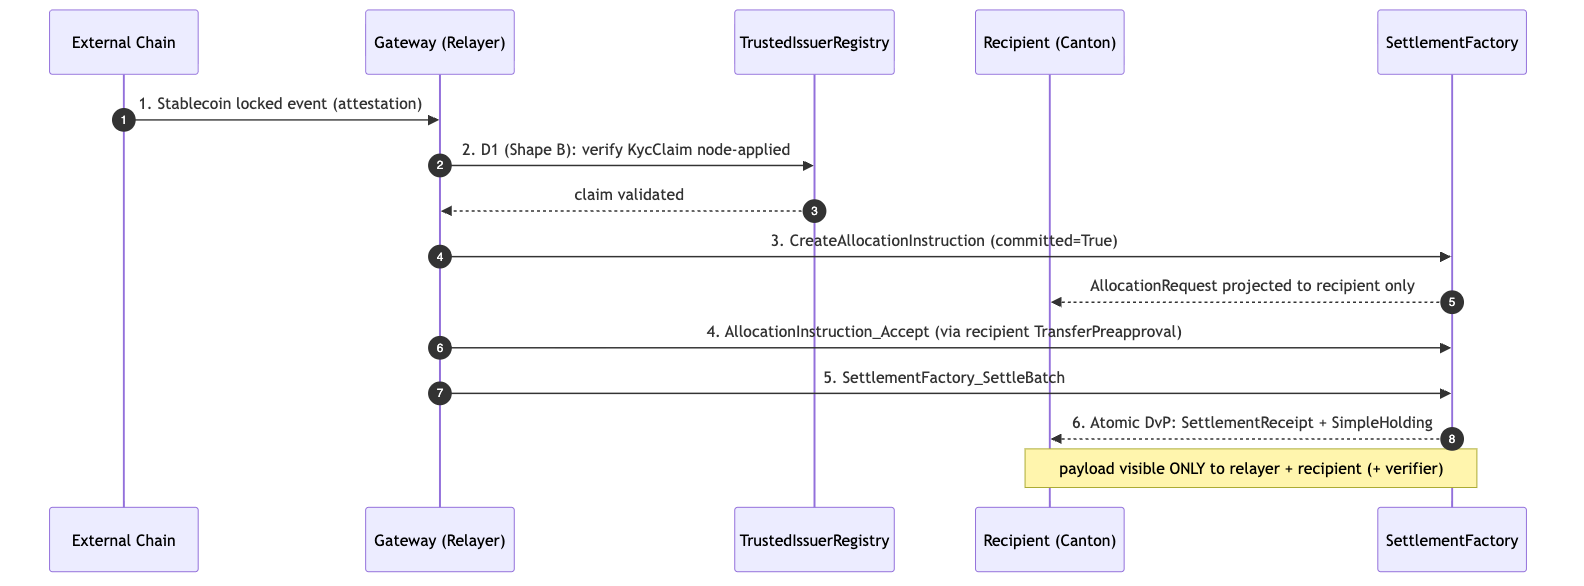 External Chain
Gateway (Relayer)
TrustedIssuerRegistry
Recipient (Canton)
SettlementFactory
1. Stablecoin locked event (attestation)
1
2. D1 (Shape B): verify KycClaim node-applied
2
claim validated
3
3. CreateAllocationInstruction (committed=True)
4
AllocationRequest projected to recipient only
5
4. AllocationInstruction_Accept (via recipient TransferPreapproval)
6
5. SettlementFactory_SettleBatch
7
6. Atomic DvP: SettlementReceipt + SimpleHolding
8
payload visible ONLY to relayer + recipient (+ verifier)
External Chain
Gateway (Relayer)
TrustedIssuerRegistry
Recipient (Canton)
SettlementFactory